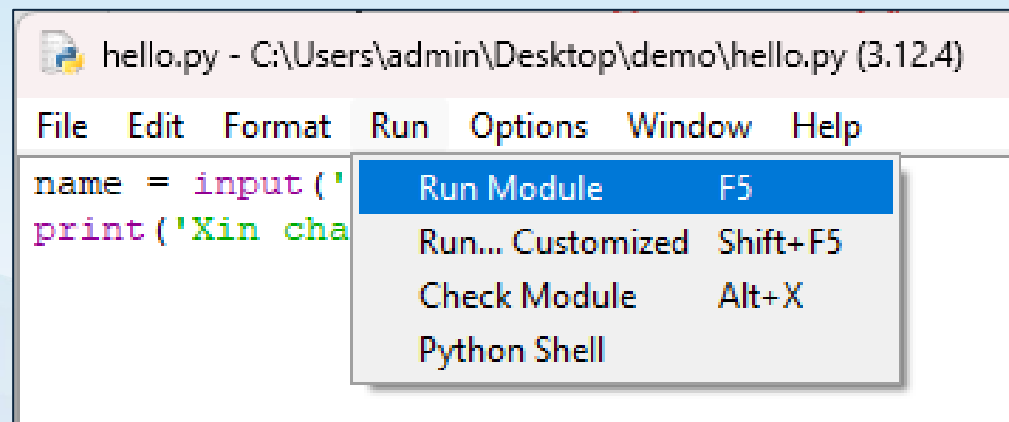 hello.py - C:\Users\admin\Desktop\demo\hello.py (3.12.4)
File Edit Format Run Options Window Help
name = input('
print('Xin cha
Run Module F5
Run... Customized Shift+F5
Check Module Alt+X
Python Shell